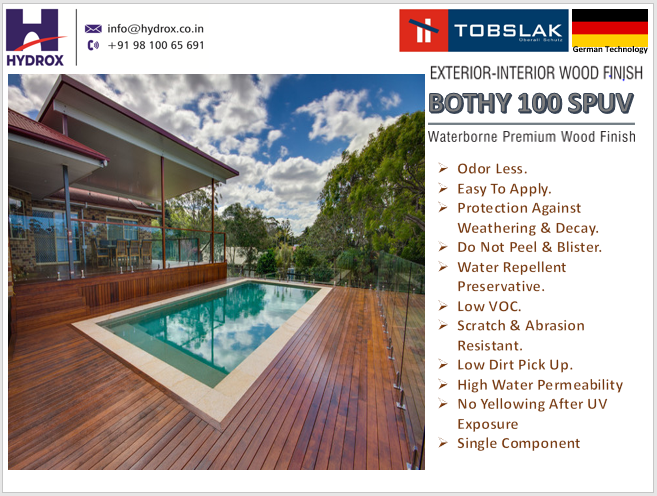 HYDROX
info@hydrox.co.in
+91 98 100 65 691
TOBSLAK
Oberall Schutz
German Technology
EXTERIOR-INTERIOR WOOD FINISH
BOTHY 100 SPUV
Waterborne Premium Wood Finish
➢ Odor Less.
➢ Easy To Apply.
➢ Protection Against
Weathering & Decay.
➢ Do Not Peel & Blister.
➢ Water Repellent
Preservative.
➢ Low VOC.
➢ Scratch & Abrasion
Resistant.
➢ Low Dirt Pick Up.
➢ High Water Permeability
➢ No Yellowing After UV
Exposure
➢ Single Component